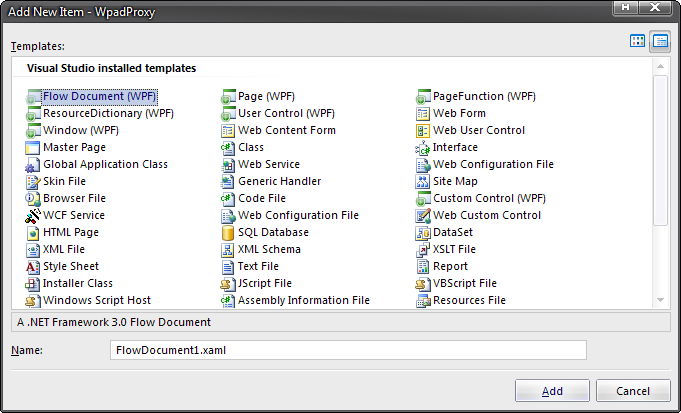 Add New Item - WpadProxy
Templates:
Visual Studio installed templates
Flow Document (WPF) Page (WPF) PageFunction (WPF)
ResourceDictionary (WPF) User Control (WPF) Web Form
Window (WPF) Web Content Form Web User Control
Master Page Class Interface
Global Application Class Web Service Web Configuration File
Skin File Generic Handler Site Map
Browser File Code File Custom Control (WPF)
WCF Service Web Configuration File Web Custom Control
HTML Page SQL Database DataSet
XML File XML Schema XSLT File
Style Sheet Text File Report
Installer Class JScript File VBScript File
Windows Script Host Assembly Information File Resources File
A .NET Framework 3.0 Flow Document
Name: FlowDocument1.xaml
Add Cancel